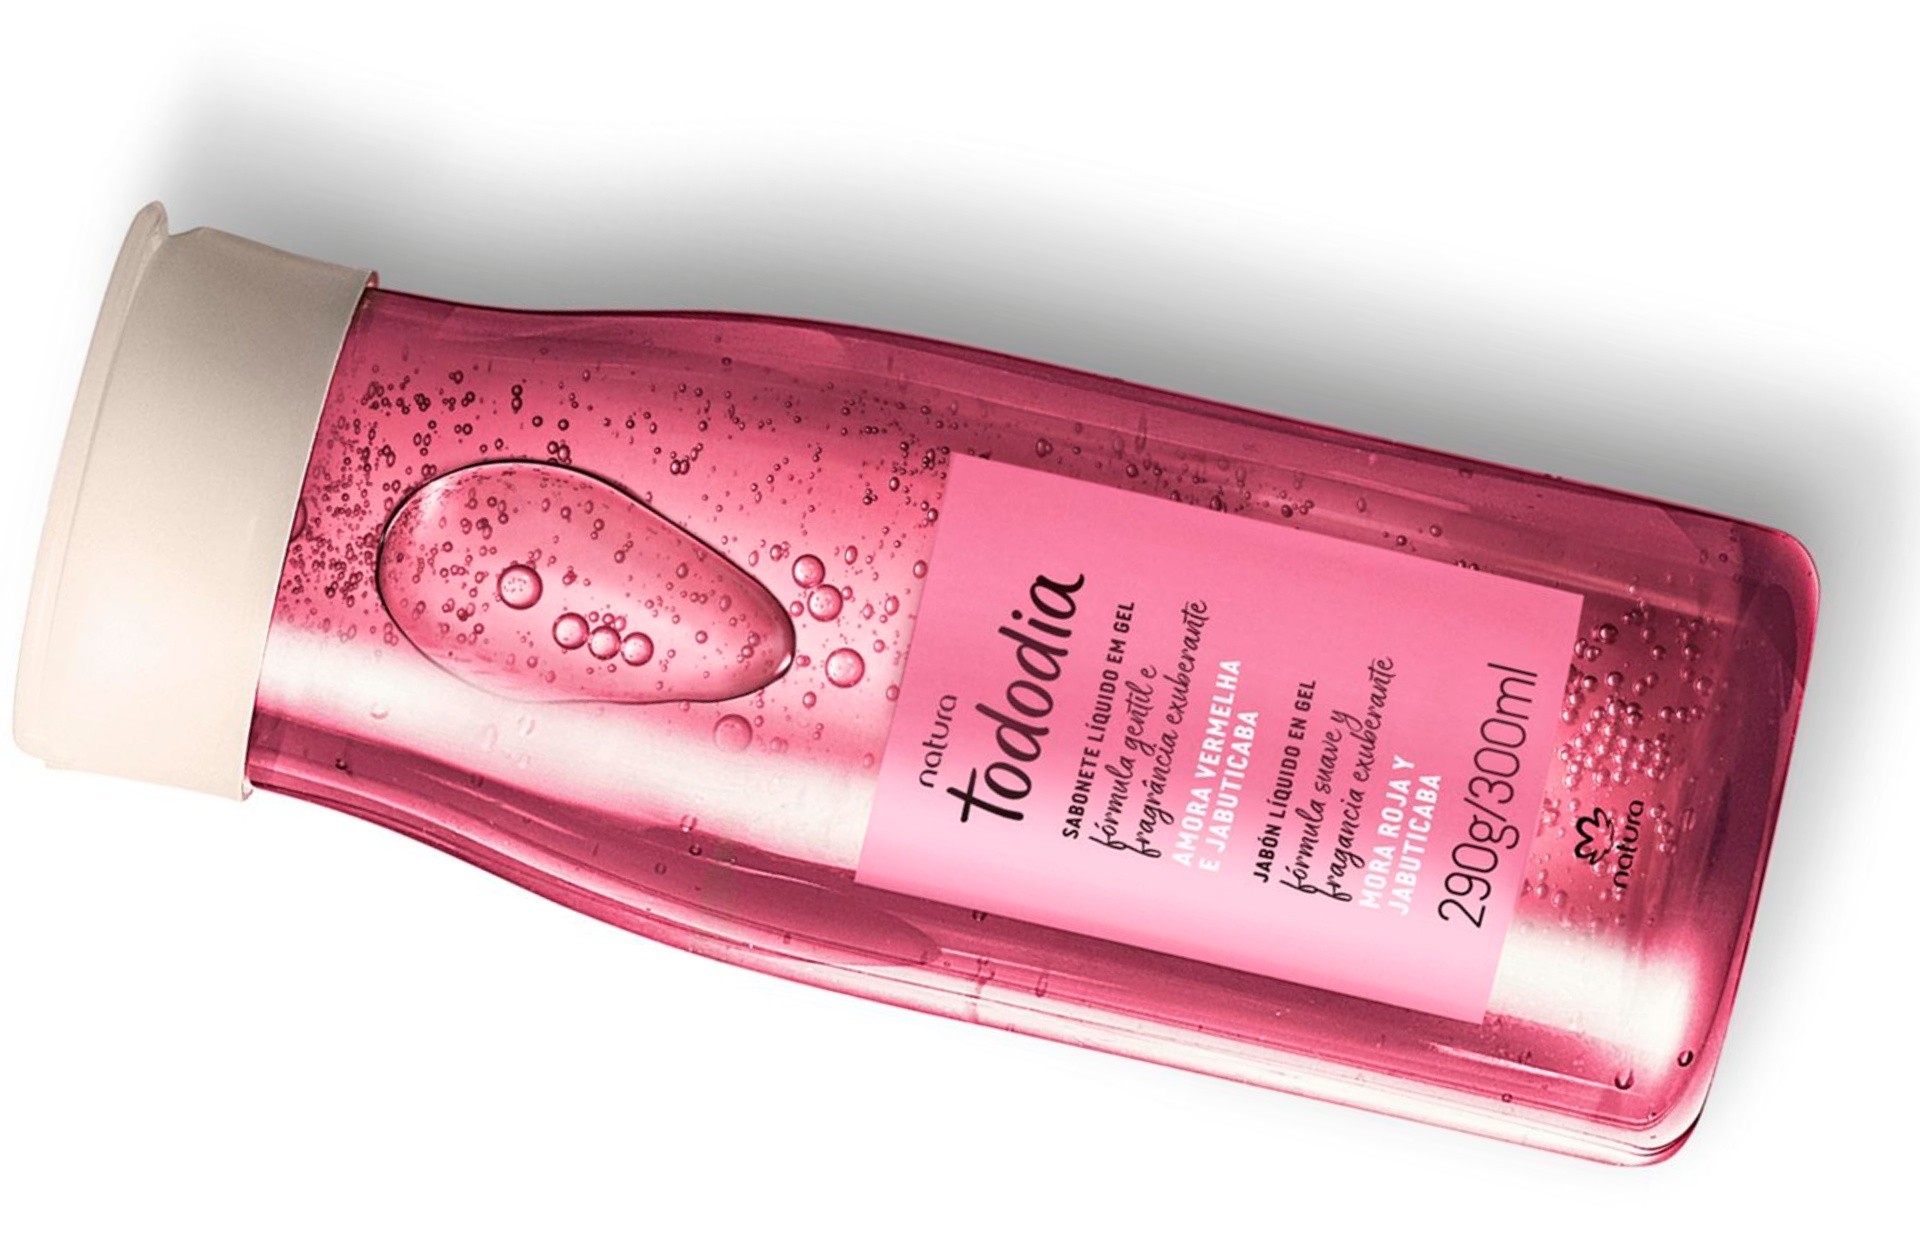 natura
tododia
SABONETE LÍQUIDO EM GEL
fórmula gentil e
fragrância exuberante
AMORA VERMELHA
E JABUTICABA
JABÓN LÍQUIDO EN GEL
fórmula suave y
fragancia exuberante
MORA ROJA Y
JABUTICABA
290g/300ml
natura